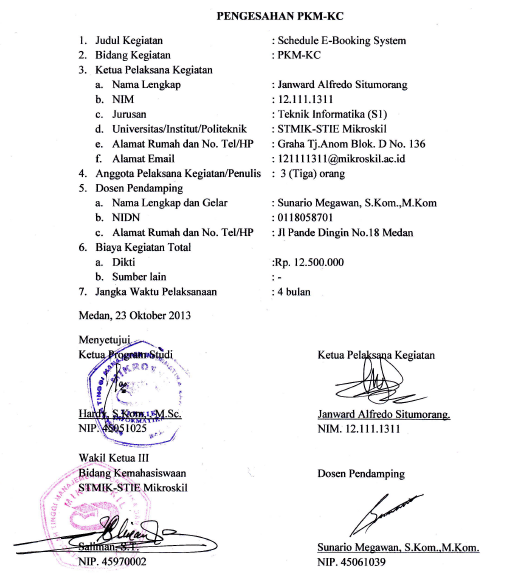 PENGESAHAN PKM-KC
1. Judul Kegiatan : Schedule E-Booking System
2. Bidang Kegiatan : PKM-KC
3. Ketua Pelaksana Kegiatan
a. Nama Lengkap : Janward Alfredo Situmorang
b. NIM : 12.111.1311
c. Jurusan : Teknik Informatika (S1)
d. Universitas/Institut/Politeknik : STMIK-STIE Mikroskil
e. Alamat Rumah dan No. Tel/HP : Graha Tj.Anom Blok. D No. 136
f. Alamat Email : 121111311@mikroskil.ac.id
4. Anggota Pelaksana Kegiatan/Penulis : 3 (Tiga) orang
5. Dosen Pendamping
a. Nama Lengkap dan Gelar : Sunario Megawan, S.Kom.,M.Kom
b. NIDN : 0118058701
c. Alamat Rumah dan No. Tel/HP : Jl Pande Dingin No.18 Medan
6. Biaya Kegiatan Total
a. Dikti :Rp. 12.500.000
b. Sumber lain : -
7. Jangka Waktu Pelaksanaan : 4 bulan
Medan, 23 Oktober 2013
Menyetujui
Ketua Program Studi Ketua Pelaksana Kegiatan
MIKROSKIL
Hardy, S.Kom., M.Sc. Janward Alfredo Situmorang.
NIP. 45051025 NIM. 12.111.1311
Wakil Ketua III
Bidang Kemahasiswaan Dosen Pendamping
STMIK-STIE Mikroskil
MIKROSKIL
Saliman, S.T. Sunario Megawan, S.Kom.,M.Kom.
NIP. 45970002 NIP. 45061039